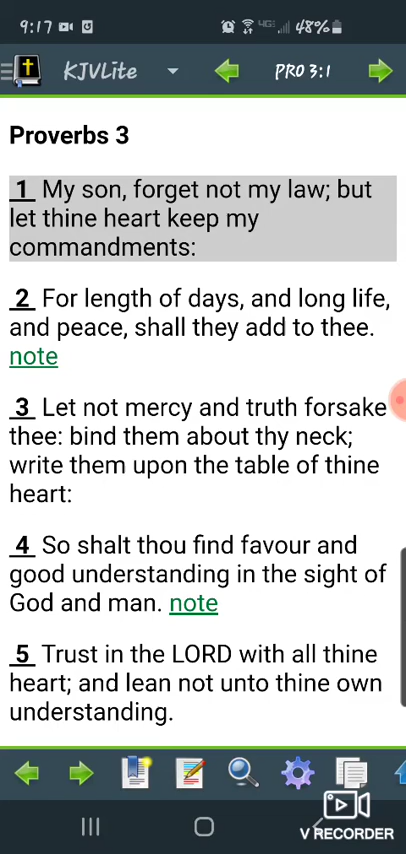 9:17 4G 48%
KJVLite PRO 3:1
Proverbs 3
1 My son, forget not my law; but
let thine heart keep my
commandments:
2 For length of days, and long life,
and peace, shall they add to thee.
note
3 Let not mercy and truth forsake
thee: bind them about thy neck;
write them upon the table of thine
heart:
4 So shalt thou find favour and
good understanding in the sight of
God and man. note
5 Trust in the LORD with all thine
heart; and lean not unto thine own
understanding.
V RECORDER